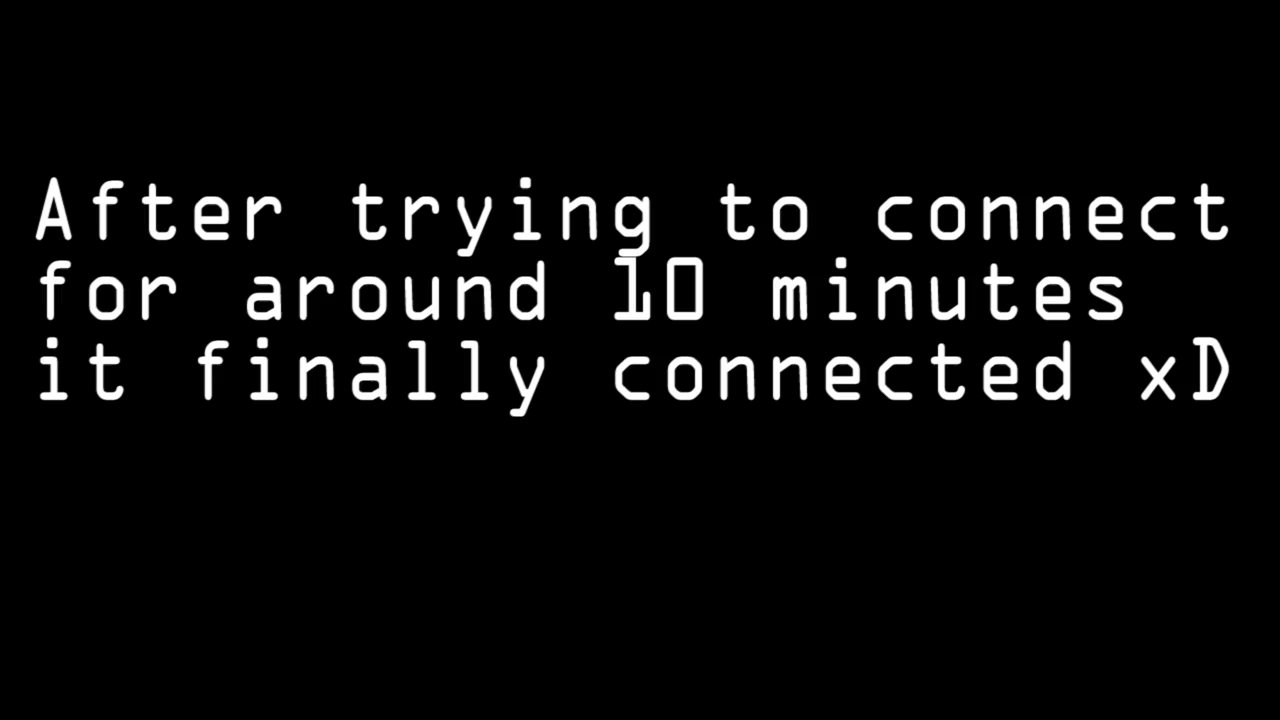 After trying to connect
for around 10 minutes
it finally connected xD